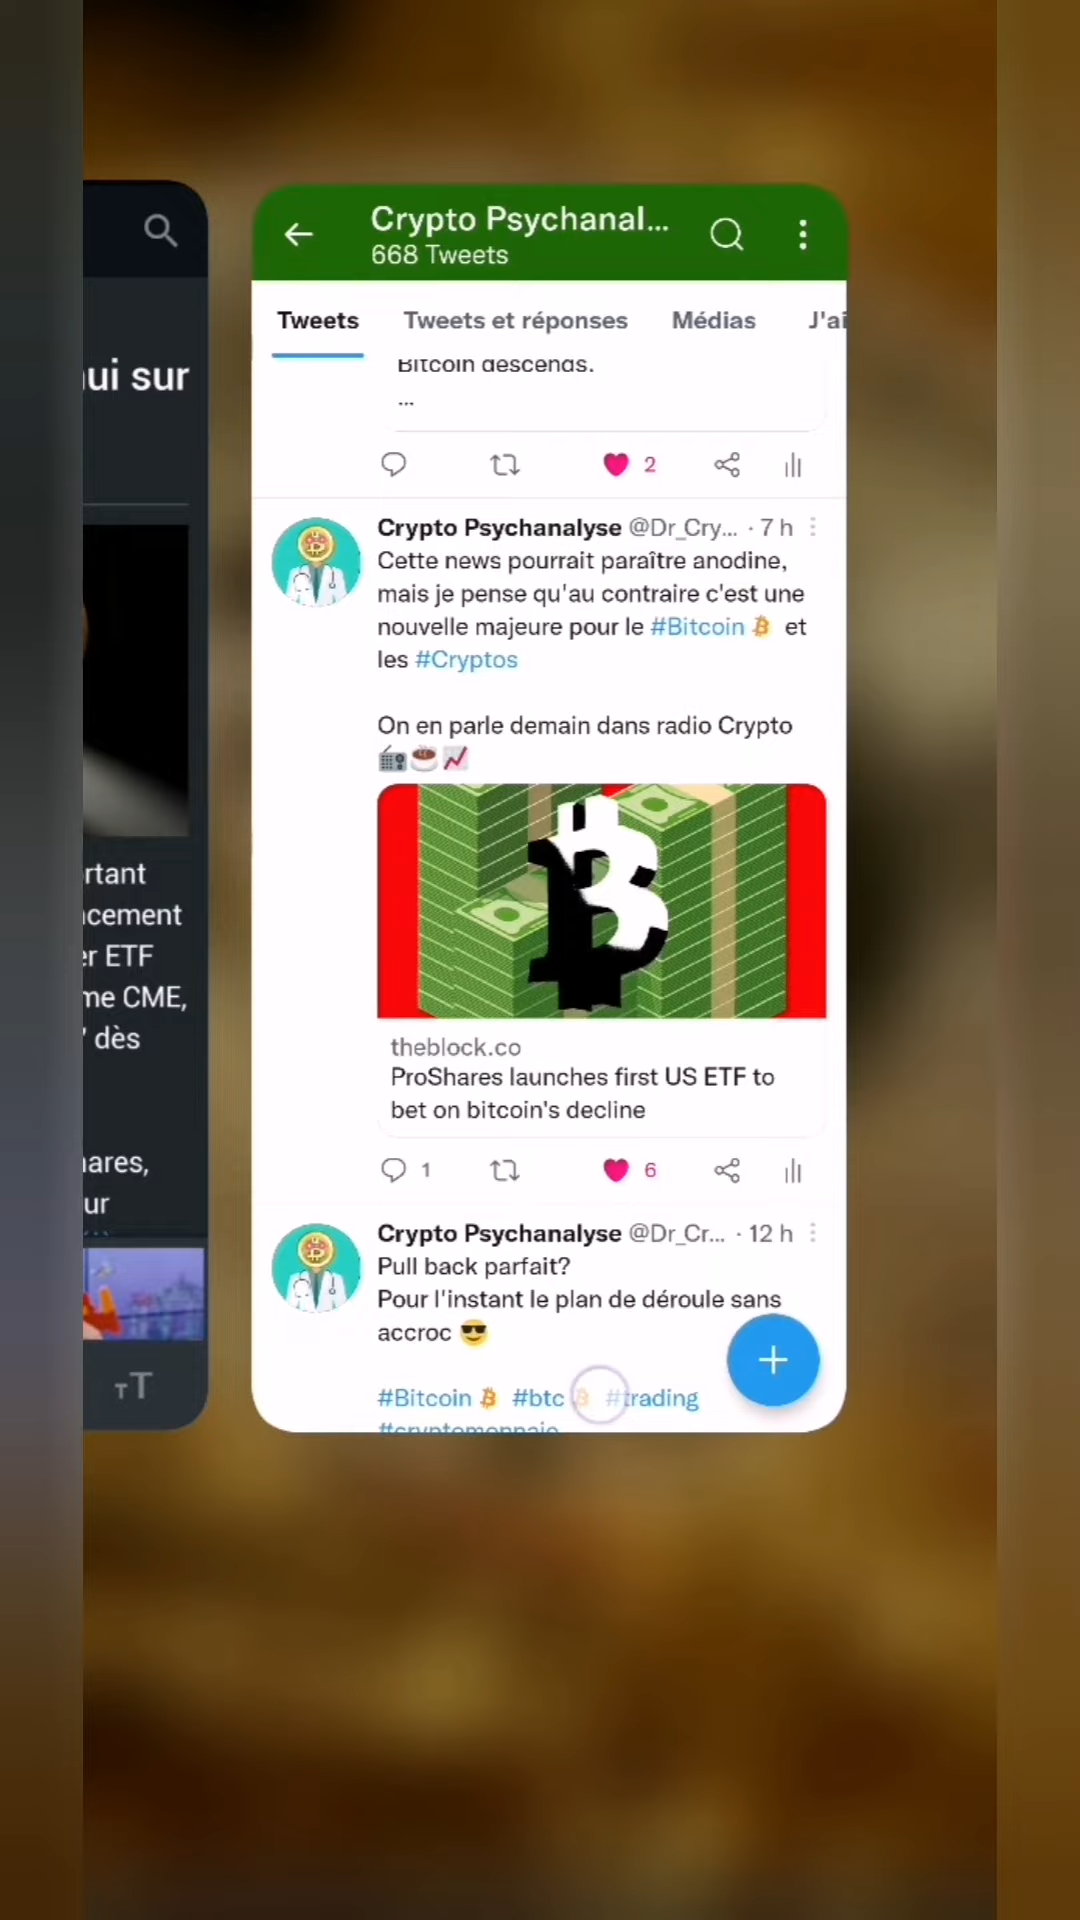 ui sur
rtant
cement
er ETF
me CME,
dès
ares,
ur
тT
Crypto Psychanal...
668 Tweets
Tweets Tweets et réponses Médias J'ai
Bitcoin descends.
...
2
Crypto Psychanalyse @Dr_Cry... · 7 h
Cette news pourrait paraître anodine,
mais je pense qu'au contraire c'est une
nouvelle majeure pour le #Bitcoin et
les #Cryptos
On en parle demain dans radio Crypto
theblock.co
ProShares launches first US ETF to
bet on bitcoin's decline
1 6
Crypto Psychanalyse @Dr_Cr... · 12 h
Pull back parfait?
Pour l'instant le plan de déroule sans
accroc
#Bitcoin #btc #trading
#cryptomonnaie